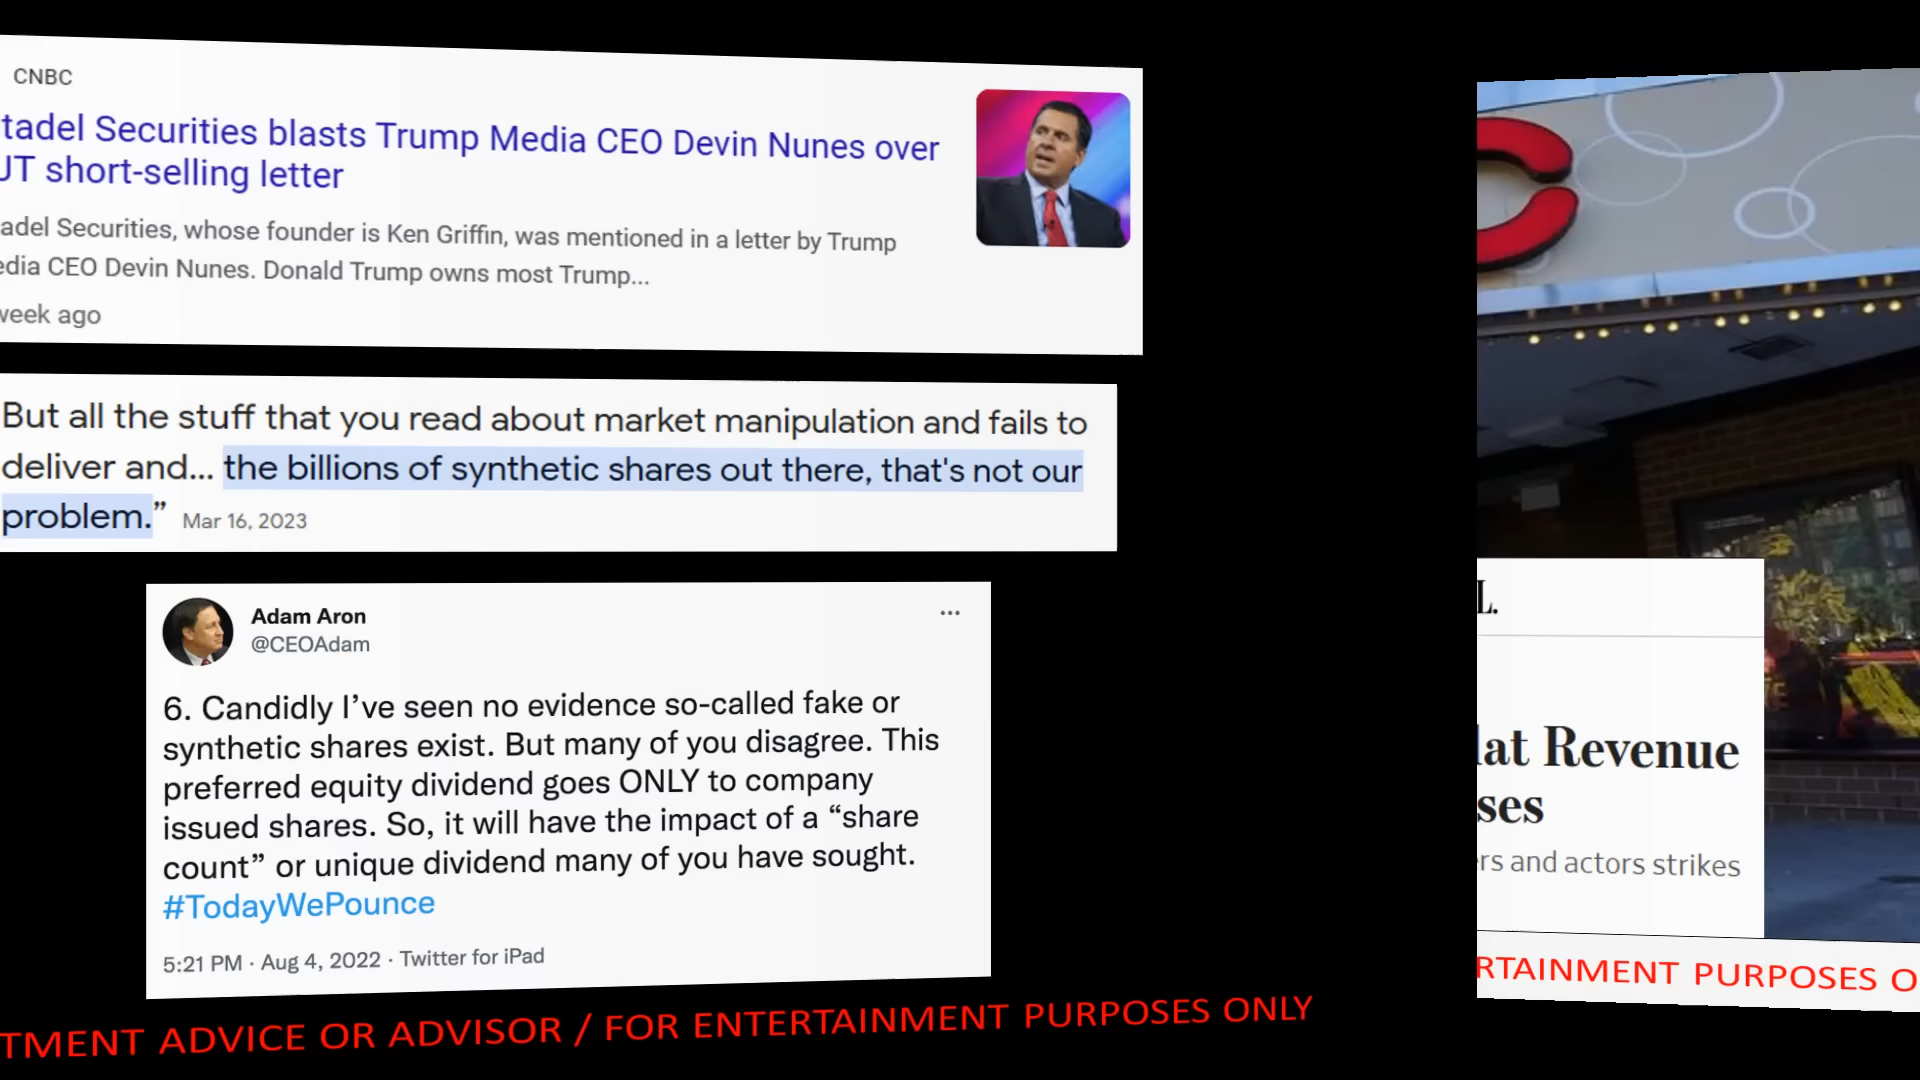 CNBC
tadel Securities blasts Trump Media CEO Devin Nunes over
JT short-selling letter
adel Securities, whose founder is Ken Griffin, was mentioned in a letter by Trump
edia CEO Devin Nunes. Donald Trump owns most Trump...
week ago
But all the stuff that you read about market manipulation and fails to
deliver and... the billions of synthetic shares out there, that's not our
problem.” Mar 16, 2023
Adam Aron
@CEOAdam
6. Candidly I’ve seen no evidence so-called fake or
synthetic shares exist. But many of you disagree. This
preferred equity dividend goes ONLY to company
issued shares. So, it will have the impact of a “share
count” or unique dividend many of you have sought.
#TodayWePounce
5:21 PM · Aug 4, 2022 · Twitter for iPad
TMENT ADVICE OR ADVISOR / FOR ENTERTAINMENT PURPOSES ONLY
L.
lat Revenue
ses
rs and actors strikes
RTAINMENT PURPOSES O